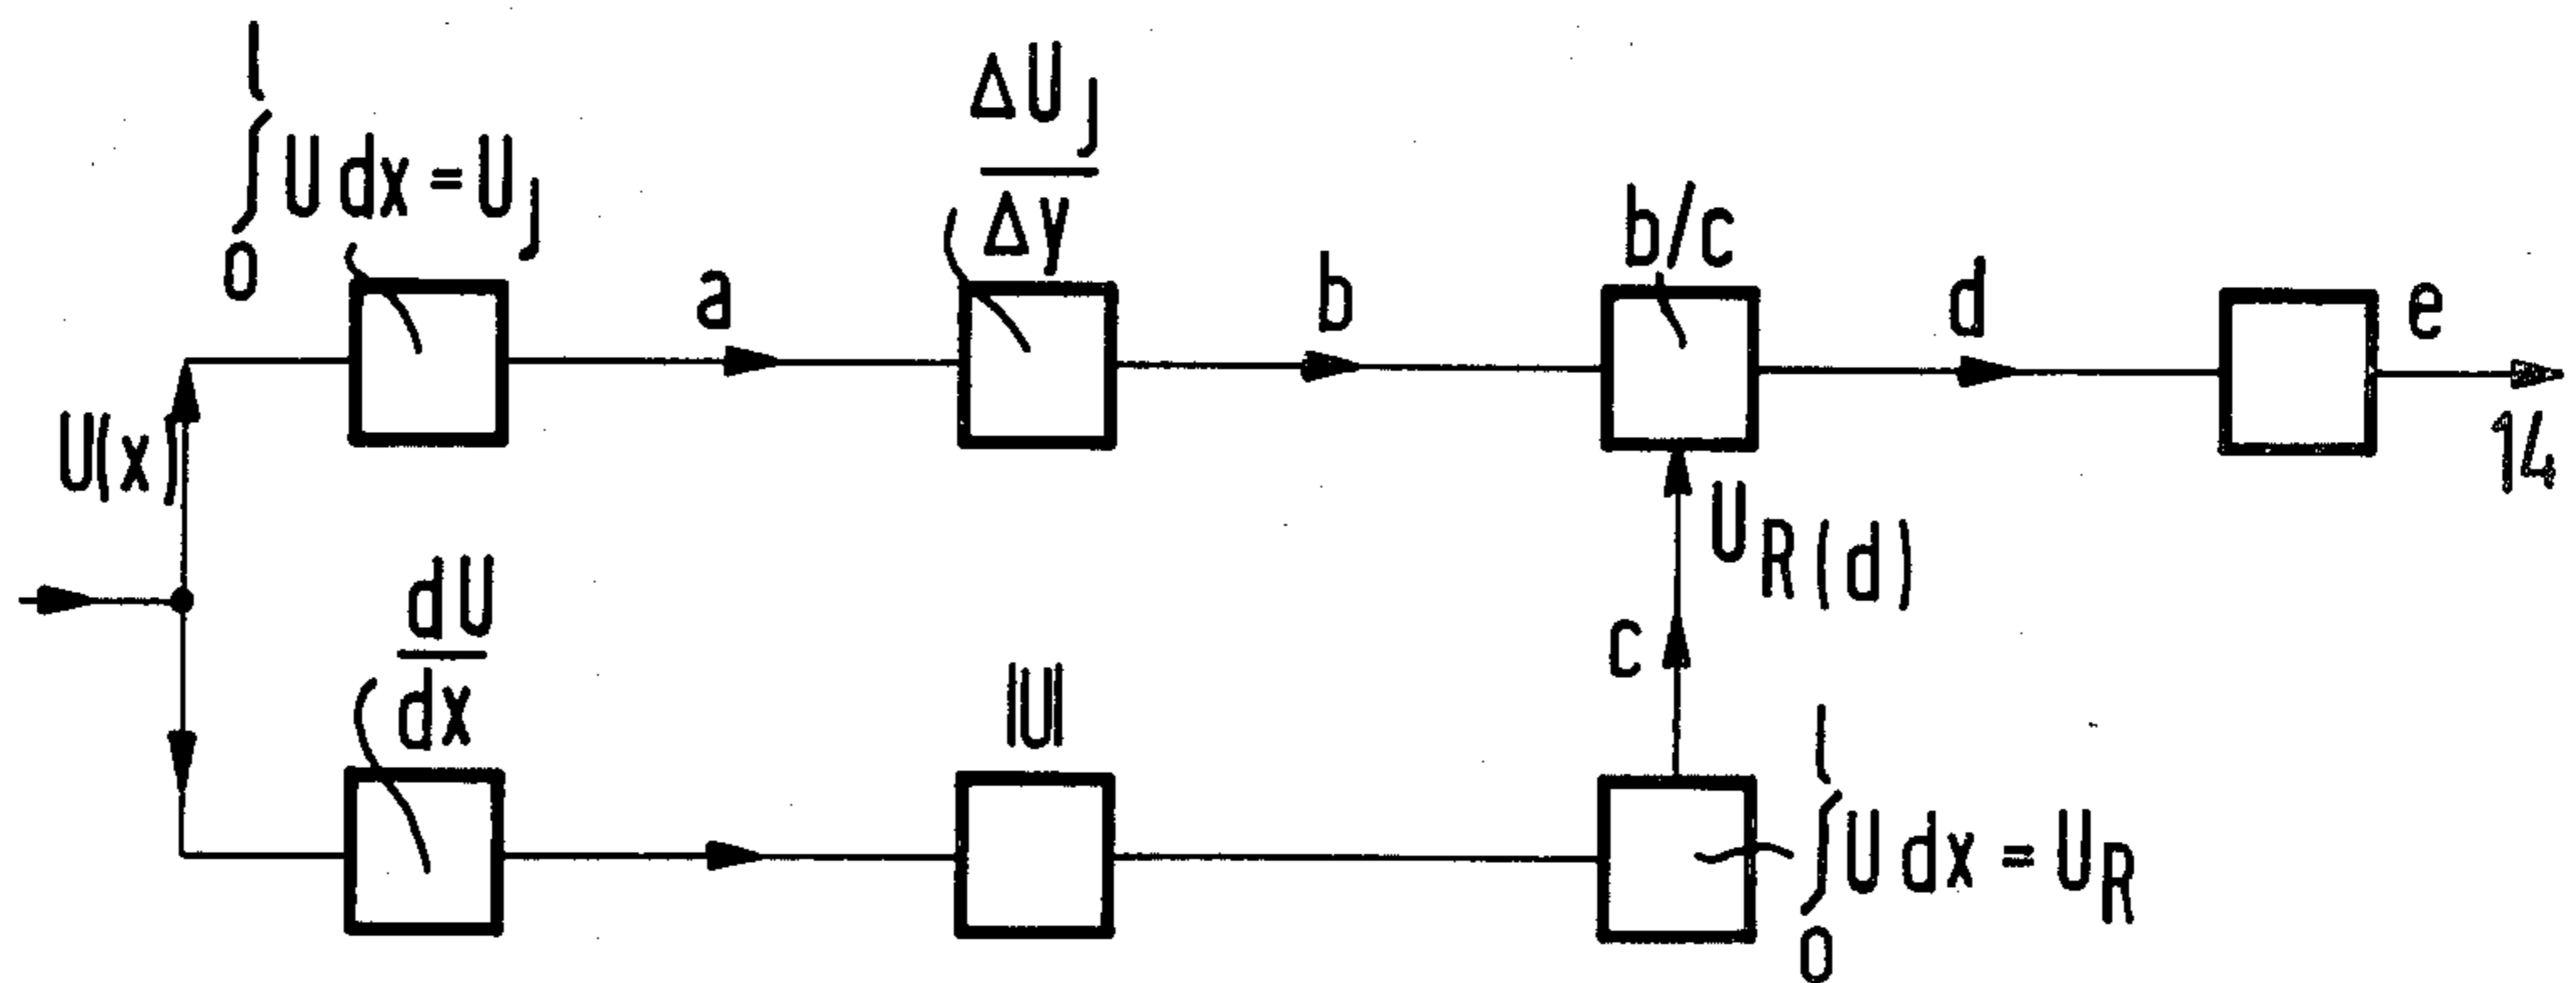 l
∫ U dx = U_J
0
ΔU_J
Δy
b/c
a
b
d
e
U(x)
14
U_R(d)
dU
dx
|U|
c
l
∫ U dx = U_R
0